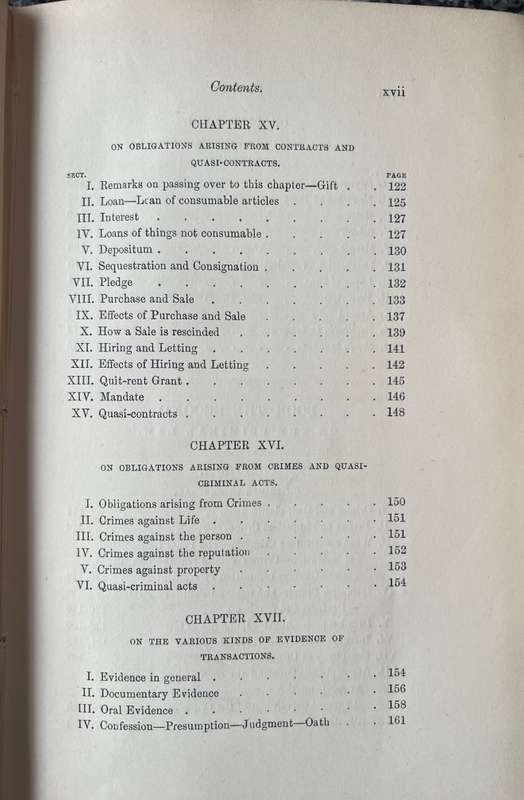 Contents. xvii
CHAPTER XV.
ON OBLIGATIONS ARISING FROM CONTRACTS AND
QUASI-CONTRACTS.
SECT. PAGE
I. Remarks on passing over to this chapter—Gift . . 122
II. Loan—Loan of consumable articles . . . . 125
III. Interest . . . . . . . . . 127
IV. Loans of things not consumable . . . . . 127
V. Depositum . . . . . . . . . 130
VI. Sequestration and Consignation . . . . . 131
VII. Pledge . . . . . . . . . 132
VIII. Purchase and Sale . . . . . . . 133
IX. Effects of Purchase and Sale . . . . . 137
X. How a Sale is rescinded . . . . . . 139
XI. Hiring and Letting . . . . . . . 141
XII. Effects of Hiring and Letting . . . . . 142
XIII. Quit-rent Grant . . . . . . . . 145
XIV. Mandate . . . . . . . . . 146
XV. Quasi-contracts . . . . . . . . 148
CHAPTER XVI.
ON OBLIGATIONS ARISING FROM CRIMES AND QUASI-
CRIMINAL ACTS.
I. Obligations arising from Crimes . . . . . 150
II. Crimes against Life . . . . . . . 151
III. Crimes against the person . . . . . . 151
IV. Crimes against the reputation . . . . . 152
V. Crimes against property . . . . . . 153
VI. Quasi-criminal acts . . . . . . . 154
CHAPTER XVII.
ON THE VARIOUS KINDS OF EVIDENCE OF
TRANSACTIONS.
I. Evidence in general . . . . . . . 154
II. Documentary Evidence . . . . . . 156
III. Oral Evidence . . . . . . . . 158
IV. Confession—Presumption—Judgment—Oath . . 161